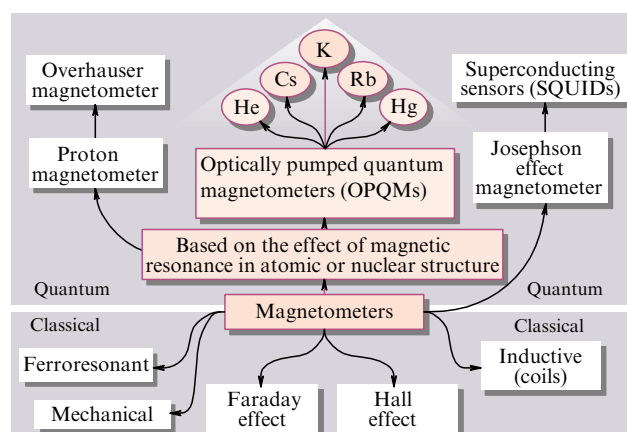 K
Cs
Rb
He
Hg
Overhauser
magnetometer
Superconducting
sensors (SQUIDs)
Proton
magnetometer
Optically pumped quantum
magnetometers (OPQMs)
Josephson
effect
magnetometer
Based on the effect of magnetic
resonance in atomic or nuclear structure
Quantum
Quantum
Magnetometers
Classical
Classical
Ferroresonant
Inductive
(coils)
Mechanical
Faraday
effect
Hall
effect